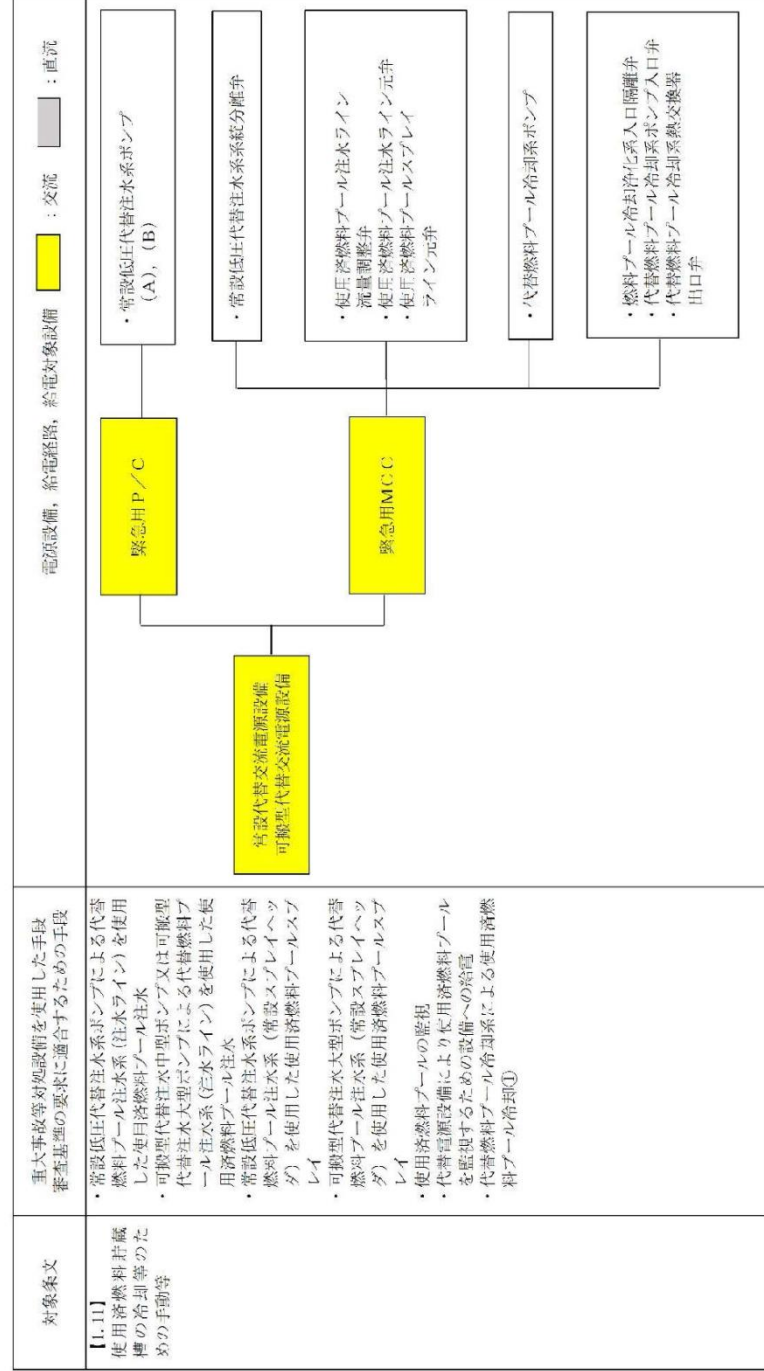 対象条文
重大事故等対処設備を使用した手段
審査基準の要求に適合するための手段
電源設備，給電経路，給電対象設備
：交流
：直流
【1.11】
使用済燃料貯蔵
槽の冷却等のた
めの手動等
・常設低圧代替注水系ポンプによる代替
燃料プール注水系（注水ライン）を使用
した使用済燃料プール注水
・可搬型代替注水中型ポンプ又は可搬型
代替注水大型ポンプによる代替燃料プ
ール注水系（注水ライン）を使用した使
用済燃料プール注水
・常設低圧代替注水系ポンプによる代替
燃料プール注水系（常設スプレイヘッ
ダ）を使用した使用済燃料プールスプ
レイ
・可搬型代替注水大型ポンプによる代替
燃料プール注水系（常設スプレイヘッ
ダ）を使用した使用済燃料プールスプ
レイ
・使用済燃料プールの監視
・代替電源設備により使用済燃料プール
を監視するための設備への給電
・代替燃料プール冷却系による使用済燃
料プール冷却①
常設代替交流電源設備
可搬型代替交流電源設備
緊急用Ｐ／Ｃ
緊急用ＭＣＣ
・常設低圧代替注水系ポンプ
（Ａ），（Ｂ）
・常設低圧代替注水系系統分離弁
・使用済燃料プール注水ライン
流量調整弁
・使用済燃料プール注水ライン元弁
・使用済燃料プールスプレイ
ライン元弁
・代替燃料プール冷却系ポンプ
・燃料プール冷却浄化系入口隔離弁
・代替燃料プール冷却系ポンプ入口弁
・代替燃料プール冷却系熱交換器
出口弁